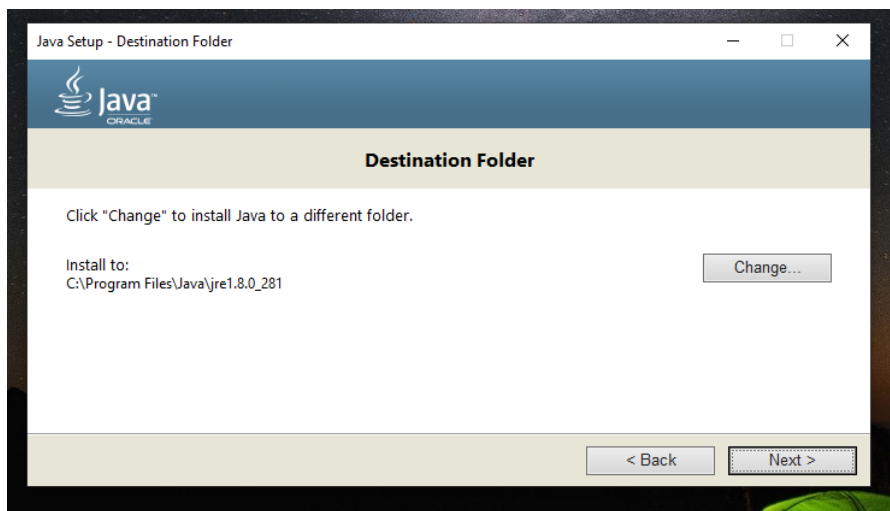 Java Setup - Destination Folder
Java™
ORACLE
Destination Folder
Click "Change" to install Java to a different folder.
Install to:
Change...
C:\Program Files\Java\jre1.8.0_281
< Back
Next >